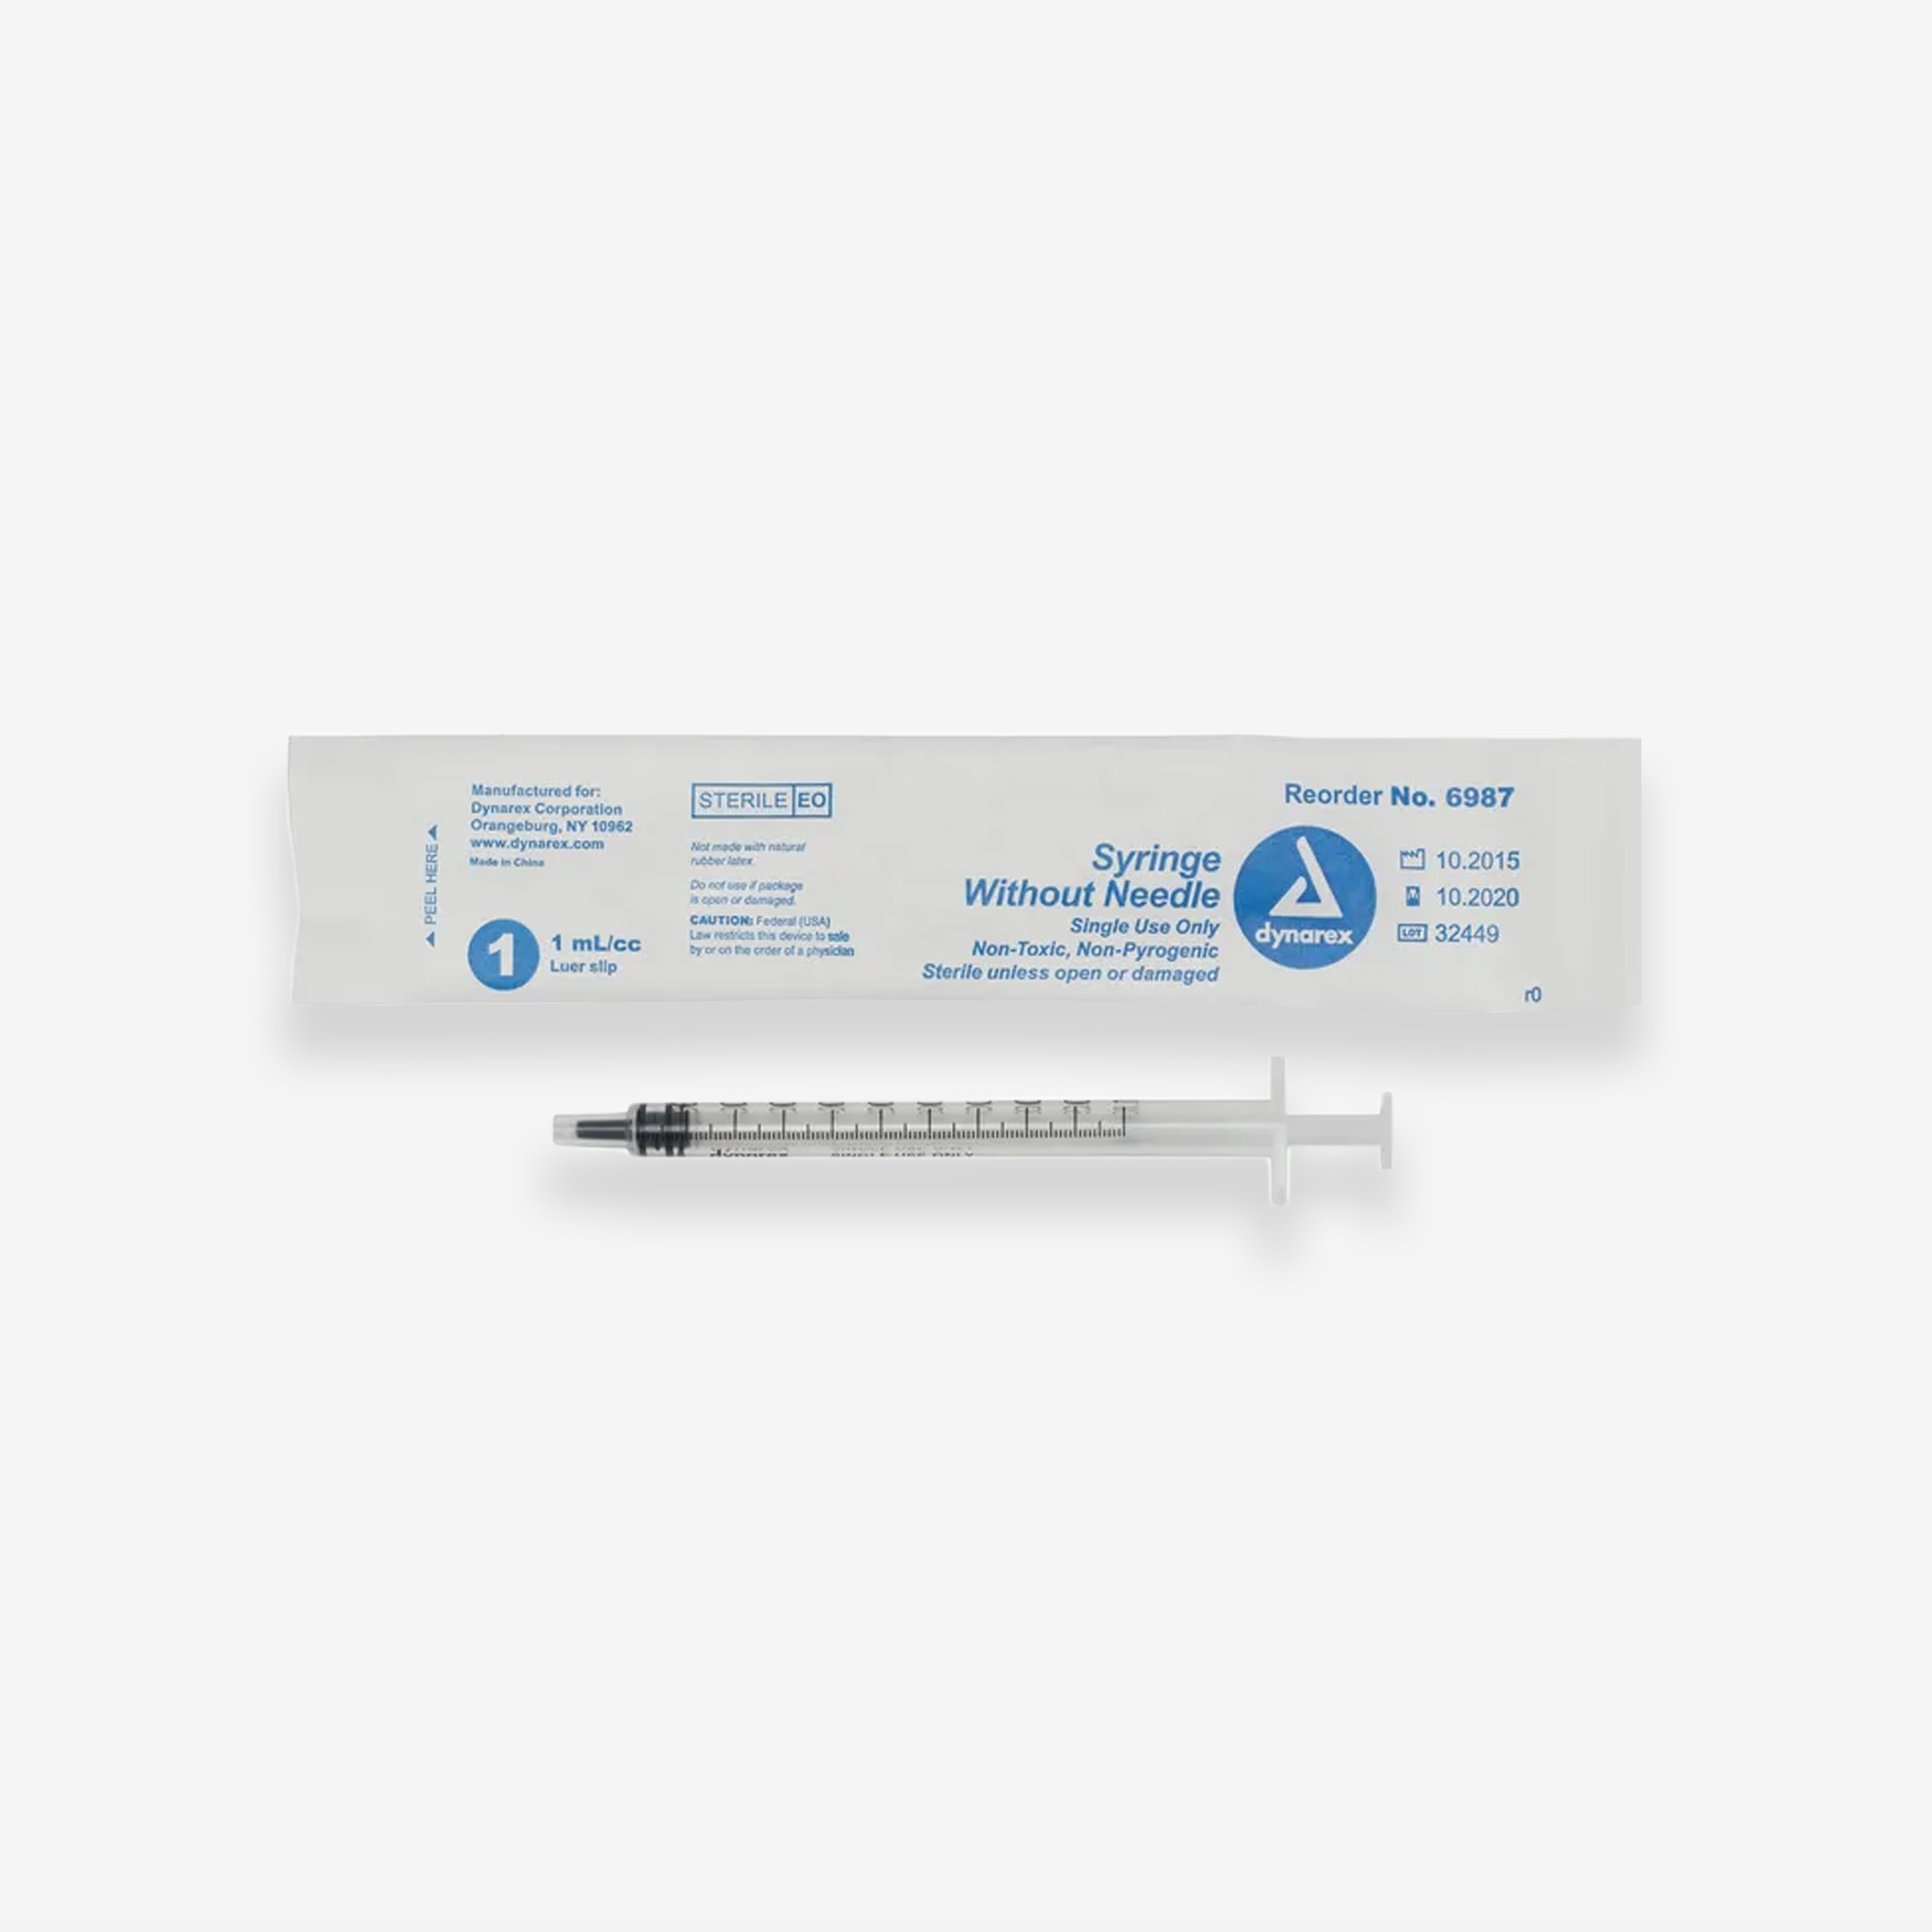 ▲ PEEL HERE ▲
Manufactured for:
Dynarex Corporation
Orangeburg, NY 10962
www.dynarex.com
Made in China
1
1 mL/cc
Luer slip
STERILE EO
Not made with natural
rubber latex.
Do not use if package
is open or damaged.
CAUTION: Federal (USA)
Law restricts this device to sale
by or on the order of a physician
Syringe
Without Needle
Single Use Only
Non-Toxic, Non-Pyrogenic
Sterile unless open or damaged
Reorder No. 6987
dynarex
10.2015
10.2020
LOT 32449
r0
dynarex SINGLE USE ONLY